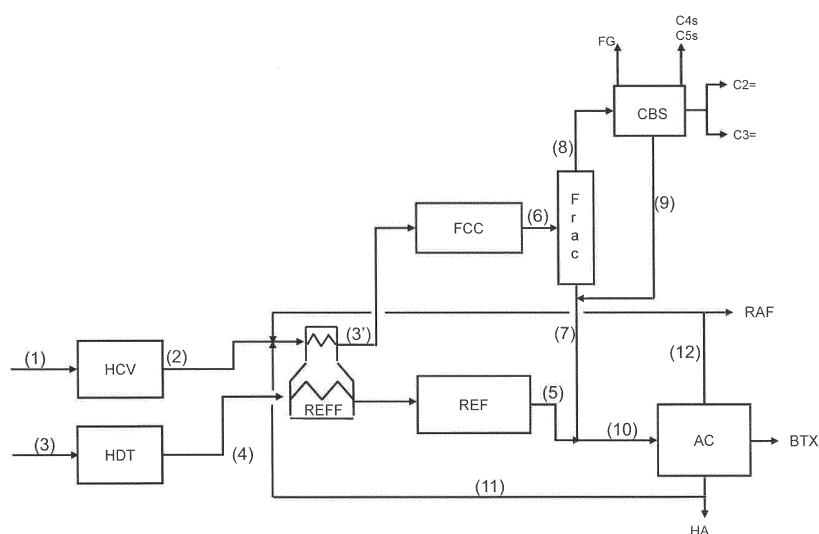 C4s
C5s
FG
C2=
CBS
C3=
(8)
(9)
F
r
a
c
FCC
(6)
(7)
RAF
(1)
HCV
(2)
(3')
(12)
REFF
REF
(5)
(3)
HDT
(4)
(10)
AC
BTX
(11)
HA